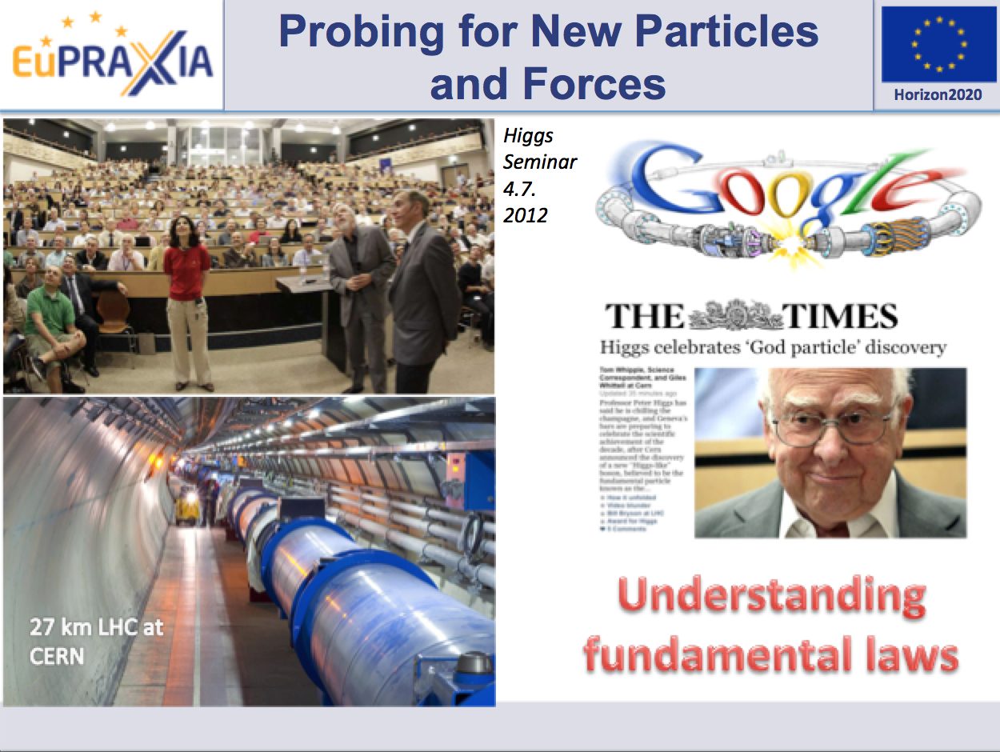 EuPRAXIA
Probing for New Particles
and Forces
Horizon2020
Higgs
Seminar
4.7.
2012
Google
THE TIMES
Higgs celebrates ‘God particle’ discovery
Tom Whipple, Science
Correspondent, and Giles
Whittell at Cern
Updated 35 minutes ago
Professor Peter Higgs has
said he is chilling the
champagne, and Geneva's
bars are preparing to
celebrate the scientific
achievement of the
decade, after Cern
announced the discovery
of a new "Higgs-like"
boson, believed to be the
fundamental particle
known as the...
How it unfolded
Video blunder
Bill Bryson at LHC
Award for Higgs
5 Comments
27 km LHC at
CERN
Understanding
fundamental laws